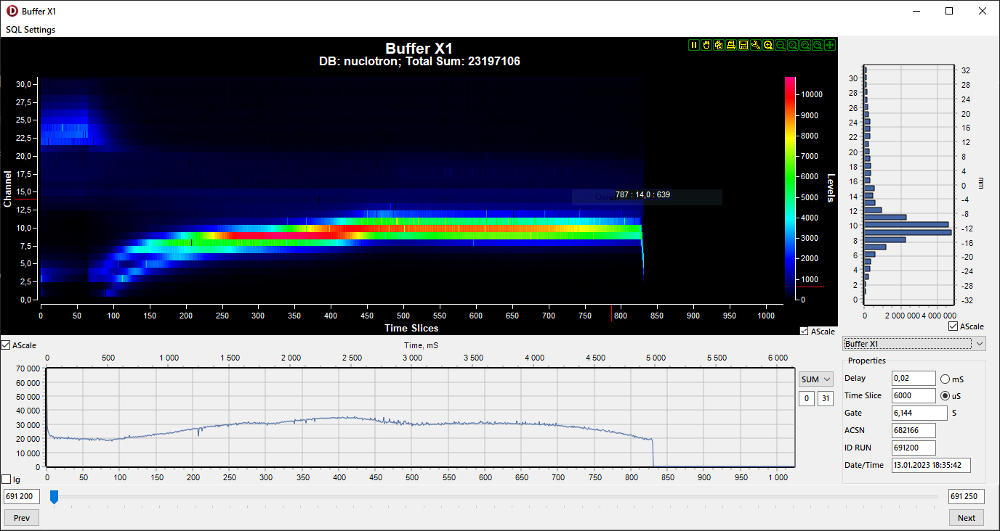 Buffer X1
SQL Settings
Buffer X1
DB: nuclotron; Total Sum: 23197106
Channel
30,0
27,5
25,0
22,5
20,0
17,5
15,0
12,5
10,0
7,5
5,0
2,5
0,0
0 50 100 150 200 250 300 350 400 450 500 550 600 650 700 750 800 850 900 950 1000
Time Slices
787 : 14,0 : 639
10000
9000
8000
7000
6000
5000
4000
3000
2000
1000
0
Levels
AScale
30
28
26
24
22
20
18
16
14
12
10
8
6
4
2
0
32
28
24
20
16
12
8
4
0
-4
-8
-12
-16
-20
-24
-28
-32
mm
0 2 000 000 4 000 000
AScale
AScale
Time, mS
0 500 1 000 1 500 2 000 2 500 3 000 3 500 4 000 4 500 5 000 5 500 6 000
70 000
60 000
50 000
40 000
30 000
20 000
10 000
0
0 50 100 150 200 250 300 350 400 450 500 550 600 650 700 750 800 850 900 950 1 000
lg
SUM
0 31
Buffer X1
Properties
Delay 0,02 mS
Time Slice 6000 uS
Gate 6,144 S
ACSN 682166
ID RUN 691200
Date/Time 13.01.2023 18:35:42
691 200
691 250
Prev
Next